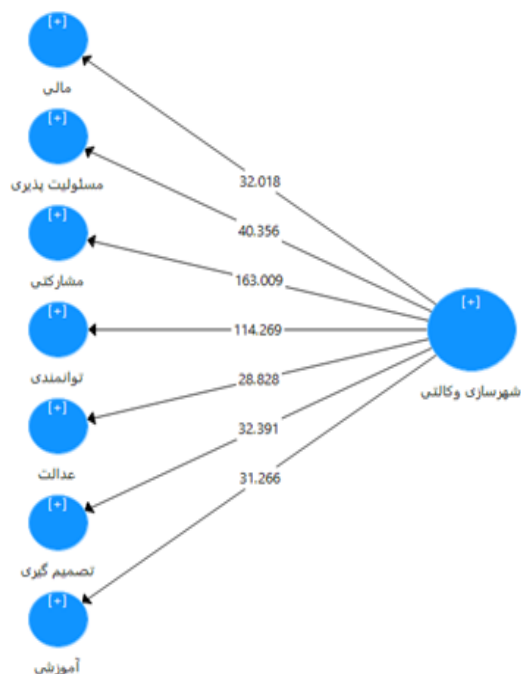 [+]
مالی
[+]
مسئولیت پذیری
[+]
مشارکتی
[+]
توانمندی
[+]
عدالت
[+]
تصمیم گیری
[+]
آموزشی
32.018
40.356
163.009
114.269
28.828
32.391
31.266
[+]
شهرسازی وکالتی